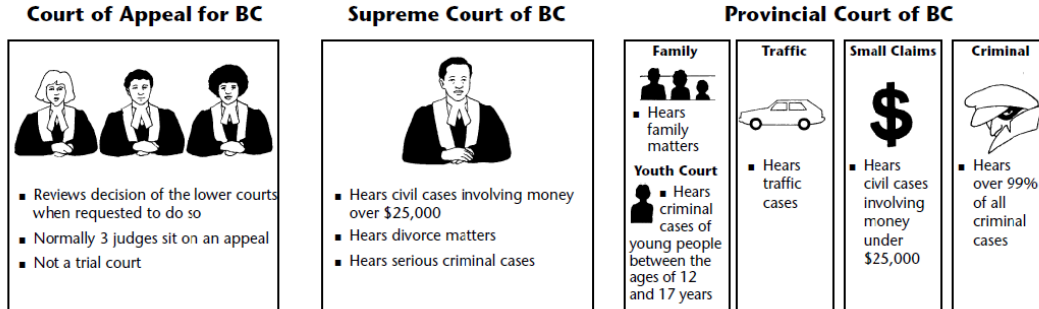 Court of Appeal for BC
Reviews decision of the lower courts
when requested to do so
Normally 3 judges sit on an appeal
Not a trial court
Supreme Court of BC
Hears civil cases involving money
over $25,000
Hears divorce matters
Hears serious criminal cases
Provincial Court of BC
Family
Hears
family
matters
Youth Court
Hears
criminal
cases of
young people
between the
ages of 12
and 17 years
Traffic
Hears
traffic
cases
Small Claims
$
Hears
civil cases
involving
money
under
$25,000
Criminal
Hears
over 99%
of all
criminal
cases